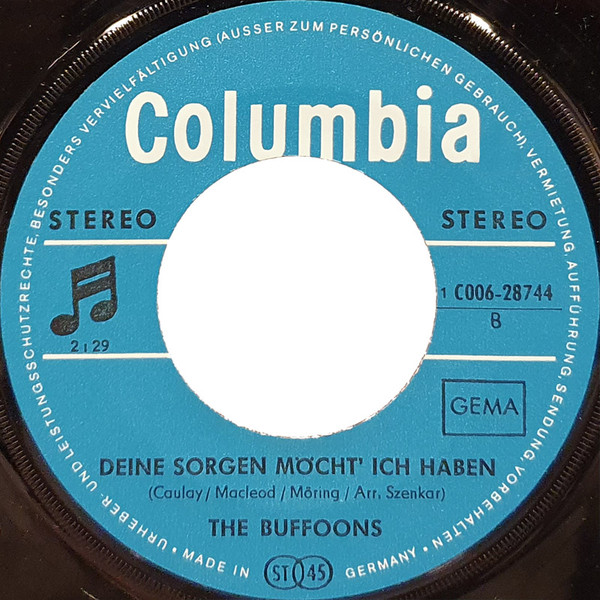 URHEBER- UND LEISTUNGSSCHUTZRECHTE, BESONDERS VERVIELFÄLTIGUNG (AUSSER ZUM PERSÖNLICHEN GEBRAUCH), VERMIETUNG, AUFFÜHRUNG, SENDUNG VORBEHALTEN
Columbia
STEREO STEREO
1 C006-28744
B
2:29
GEMA
DEINE SORGEN MÖCHT' ICH HABEN
(Caulay / Macleod / Möring / Arr. Szenkar)
THE BUFFOONS
• MADE IN ST 45 GERMANY •